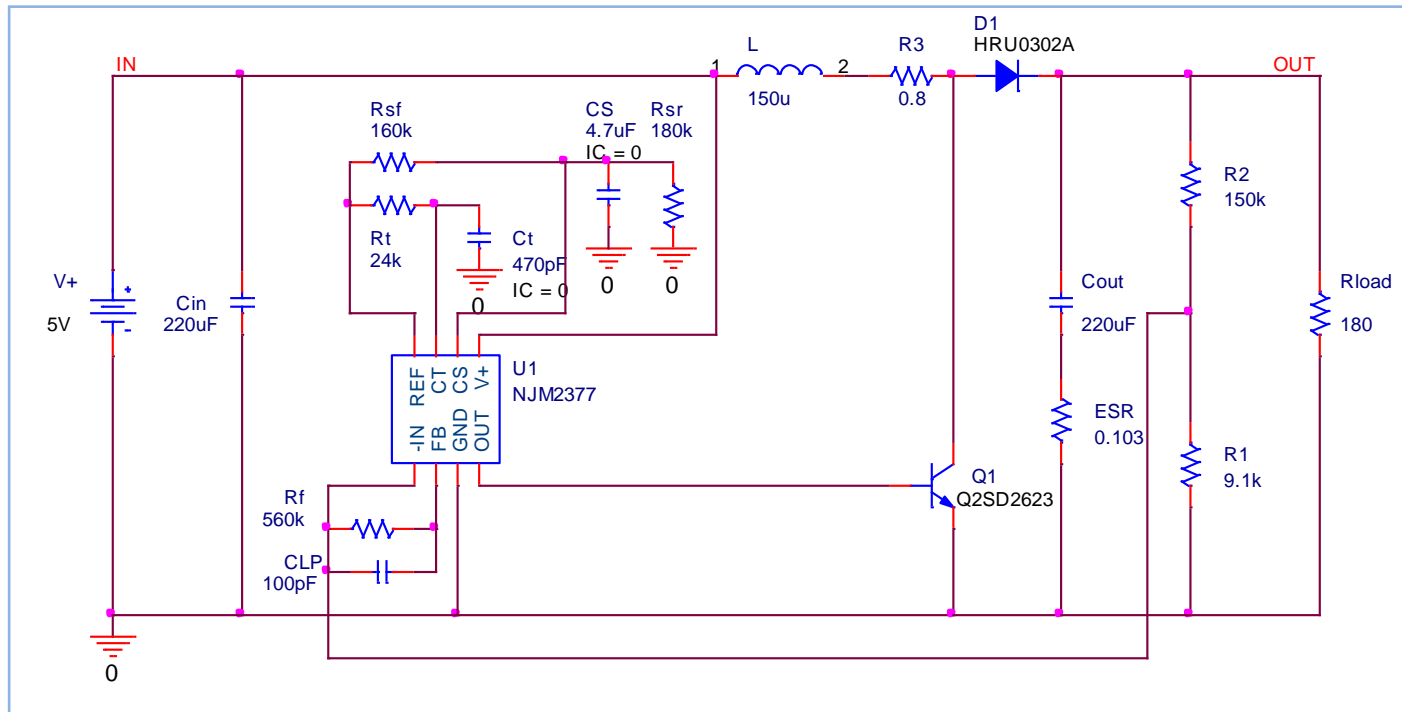 IN
V+
5V
0
Cin
220uF
Rsf
160k
Rt
24k
Ct
470pF
IC = 0
0
CS
4.7uF
IC = 0
0
Rsr
180k
0
1
L
2
150u
R3
0.8
D1
HRU0302A
OUT
REF
CT
CS
V+
-IN
FB
GND
OUT
U1
NJM2377
Rf
560k
CLP
100pF
Q1
Q2SD2623
Cout
220uF
ESR
0.103
R2
150k
R1
9.1k
Rload
180